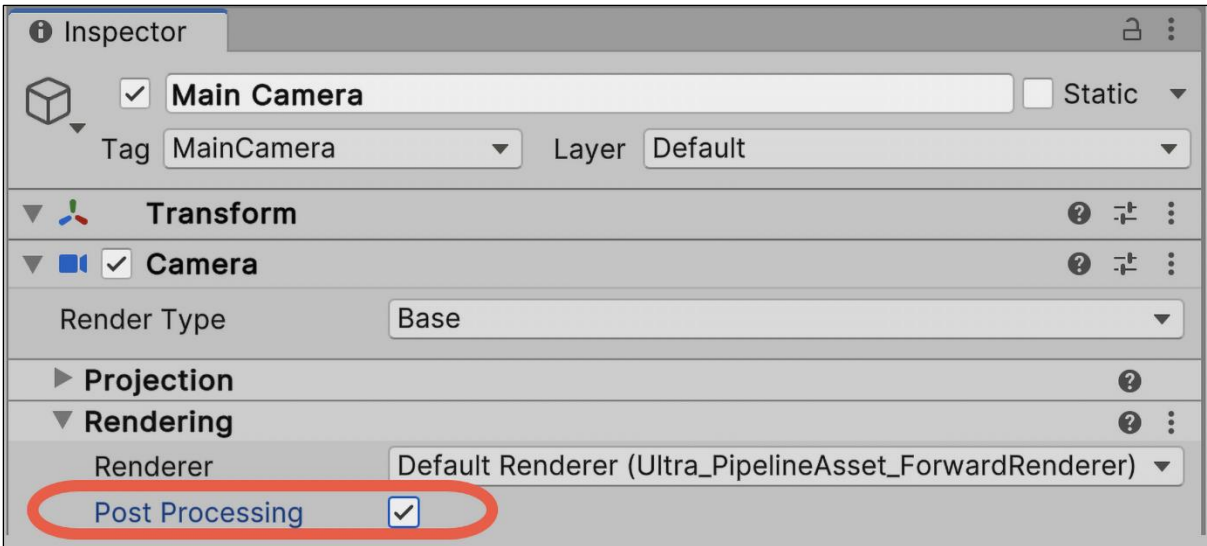 Inspector
Main Camera Static
Tag MainCamera Layer Default
Transform
Camera
Render Type Base
Projection
Rendering
Renderer Default Renderer (Ultra_PipelineAsset_ForwardRenderer)
Post Processing